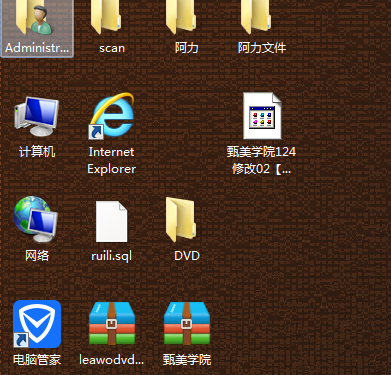 Administr...
scan
阿力
阿力文件
计算机
Internet
Explorer
甄美学院124
修改02【...
网络
ruili.sql
DVD
电脑管家
leawodvd...
甄美学院